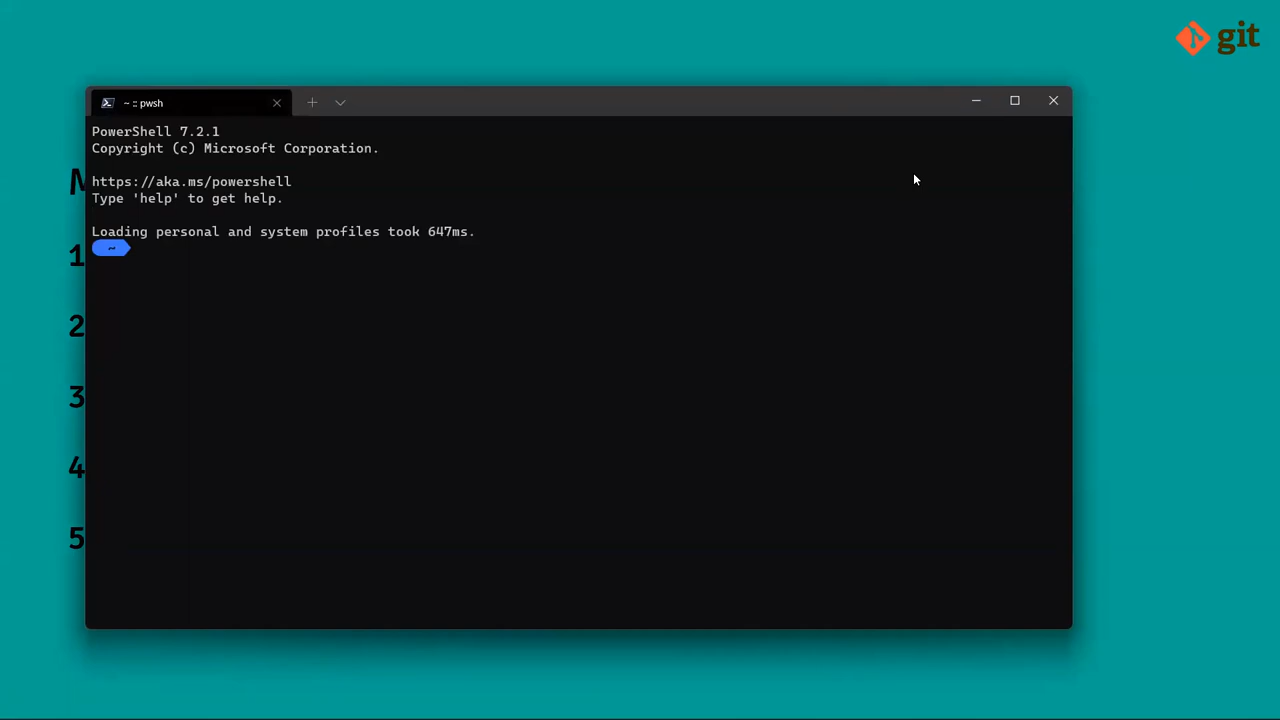 git
~ :: pwsh
PowerShell 7.2.1
Copyright (c) Microsoft Corporation.
https://aka.ms/powershell
Type 'help' to get help.
Loading personal and system profiles took 647ms.
~
1
2
3
4
5